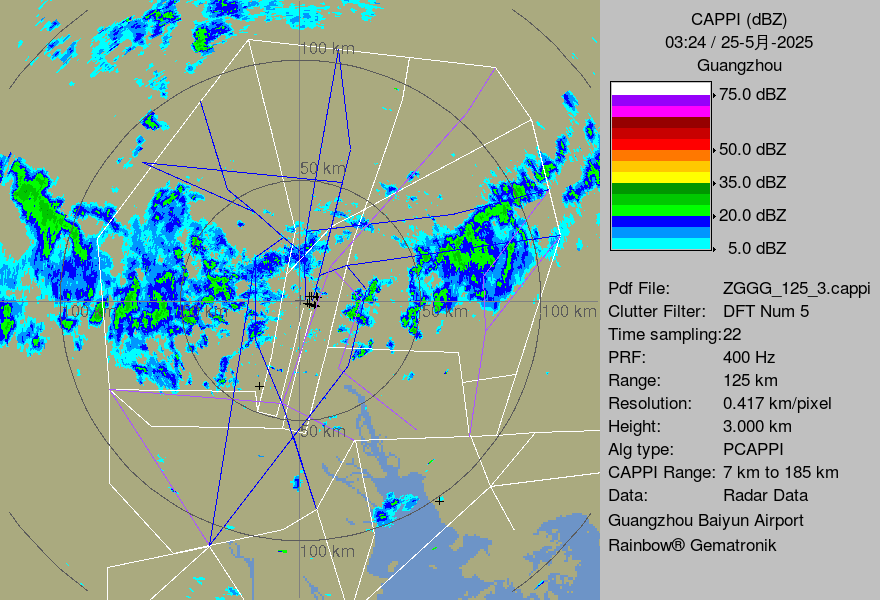 CAPPI (dBZ)
03:24 / 25-5月-2025
Guangzhou
75.0 dBZ
50.0 dBZ
35.0 dBZ
20.0 dBZ
5.0 dBZ
Pdf File: ZGGG_125_3.cappi
Clutter Filter: DFT Num 5
Time sampling:22
PRF: 400 Hz
Range: 125 km
Resolution: 0.417 km/pixel
Height: 3.000 km
Alg type: PCAPPI
CAPPI Range: 7 km to 185 km
Data: Radar Data
Guangzhou Baiyun Airport
Rainbow® Gematronik
100 km
50 km
100 km
50 km
50 km
100 km
50 km
100 km